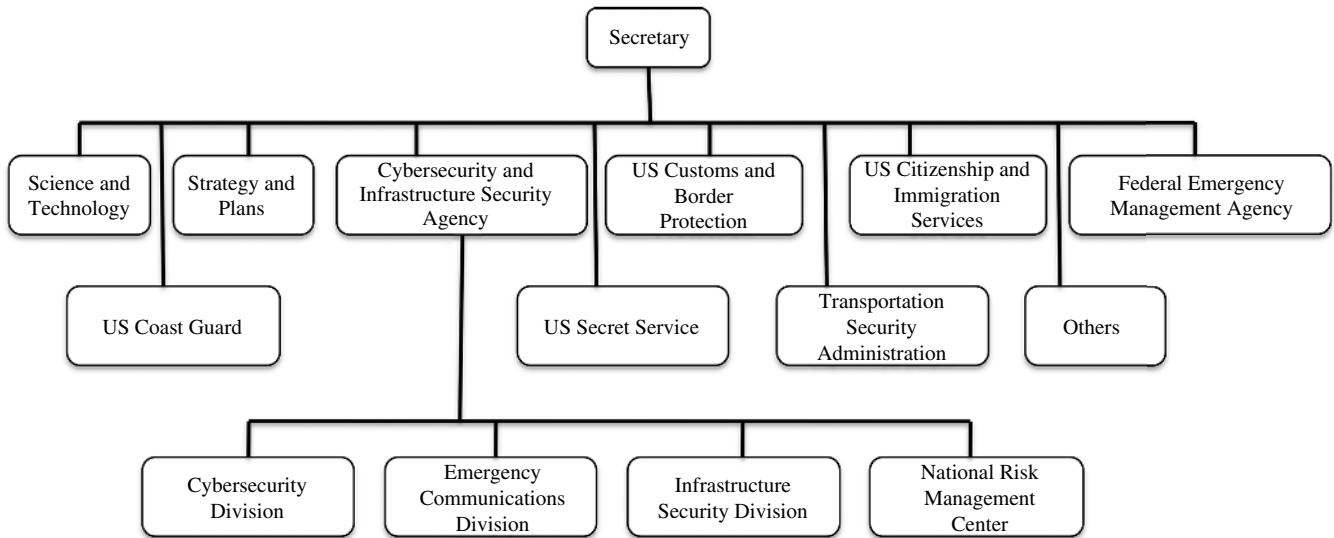 Secretary
Science and
Technology
Strategy and
Plans
Cybersecurity and
Infrastructure Security
Agency
US Customs and
Border
Protection
US Citizenship and
Immigration
Services
Federal Emergency
Management Agency
US Coast Guard
US Secret Service
Transportation
Security
Administration
Others
Cybersecurity
Division
Emergency
Communications
Division
Infrastructure
Security Division
National Risk
Management
Center